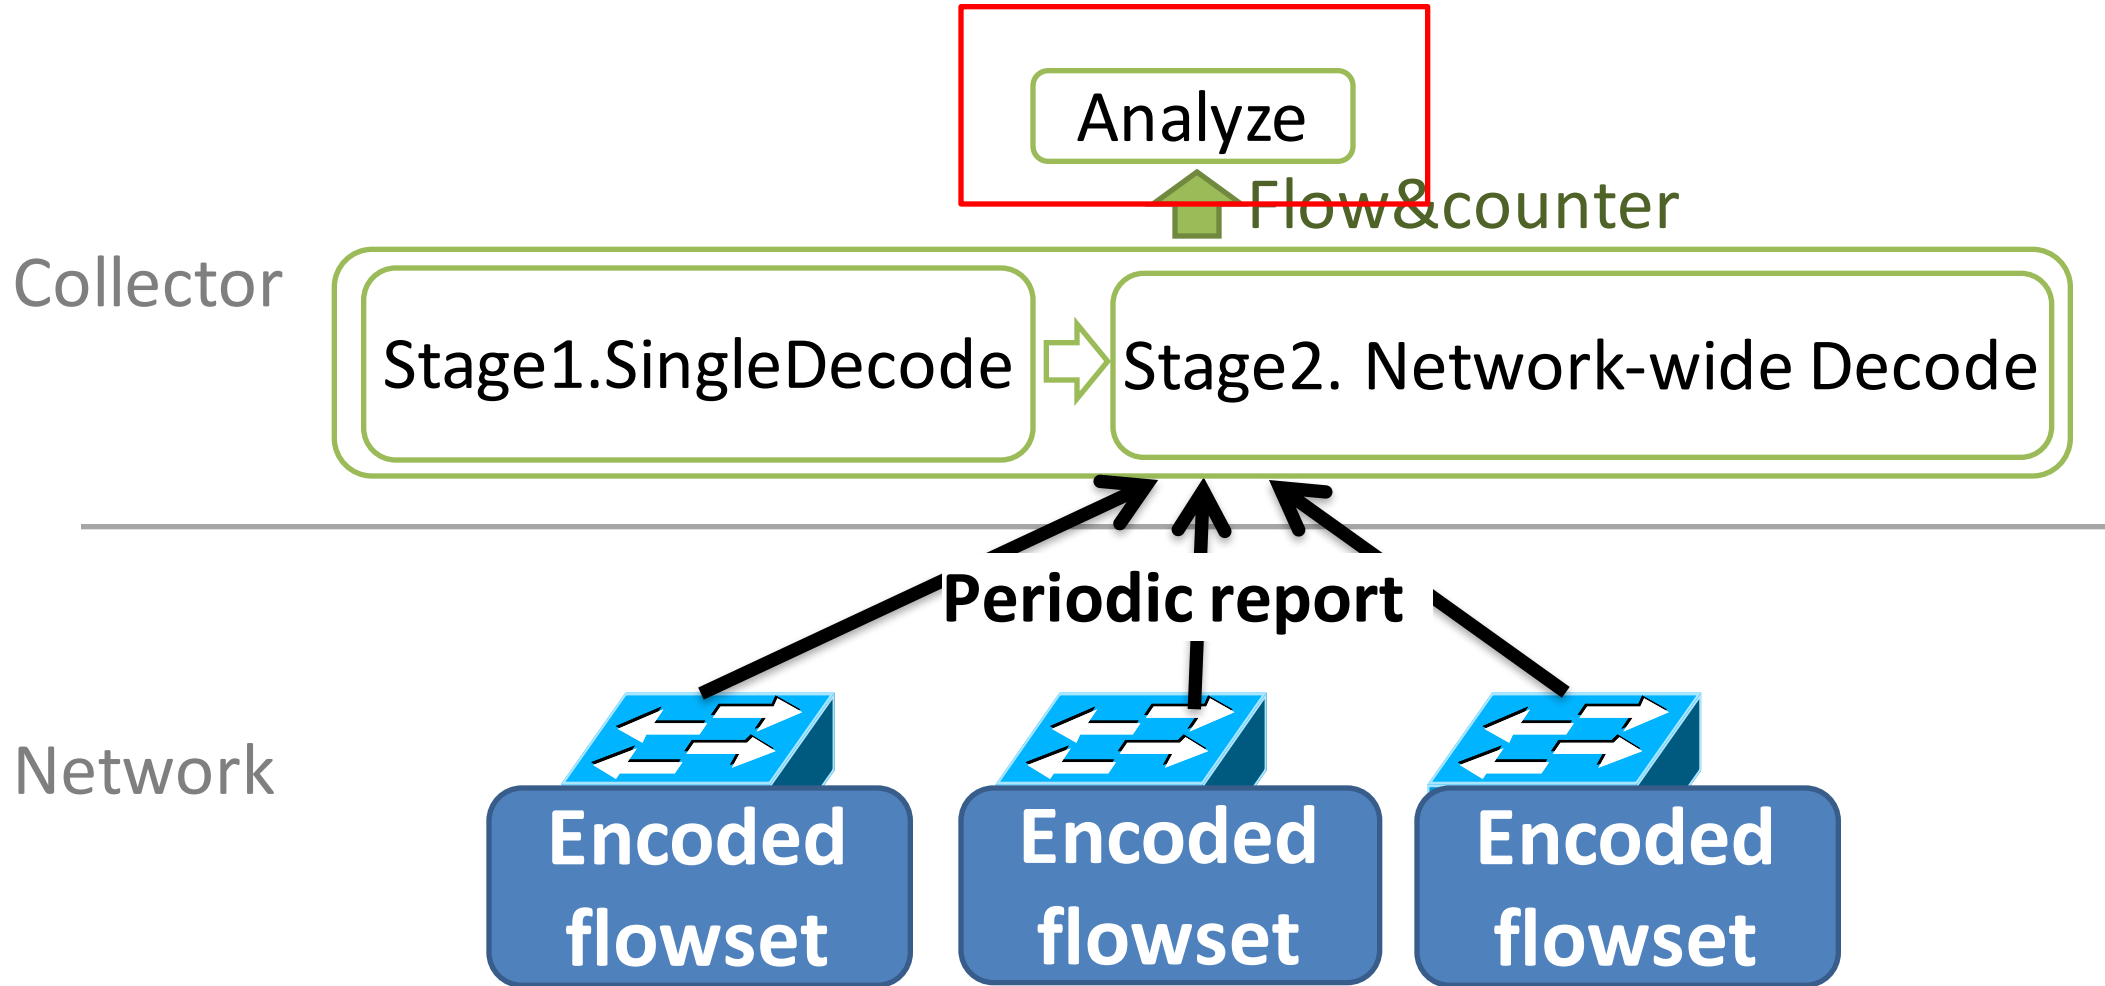 Analyze
Flow&counter
Collector
Stage1.SingleDecode
Stage2. Network-wide Decode
Periodic report
Network
Encoded
flowset
Encoded
flowset
Encoded
flowset